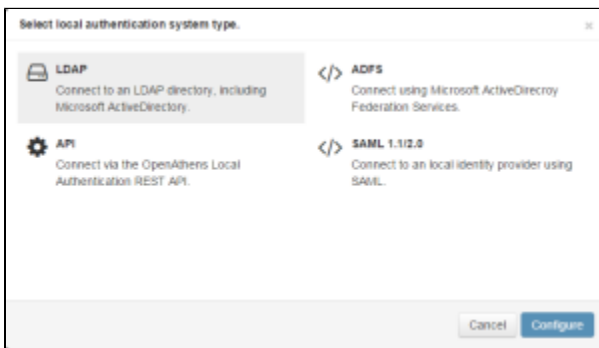 Select local authentication system type.
×
LDAP
Connect to an LDAP directory, including
Microsoft ActiveDirectory.
ADFS
Connect using Microsoft ActiveDirecroy
Federation Services.
API
Connect via the OpenAthens Local
Authentication REST API.
SAML 1.1/2.0
Connect to an local identity provider using
SAML.
Cancel
Configure